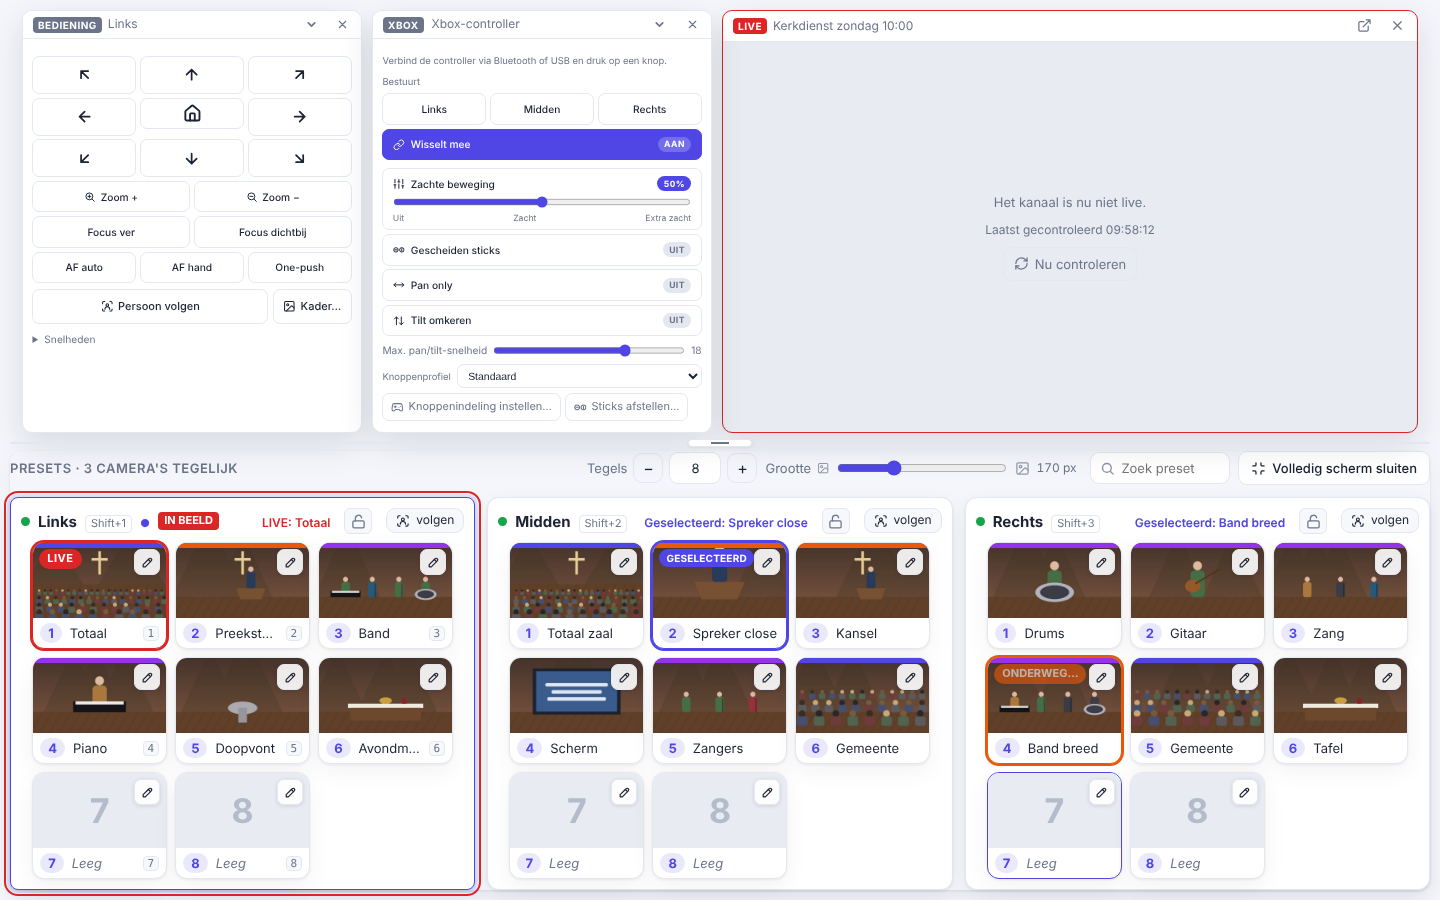 BEDIENING Links
Zoom +
Zoom −
Focus ver
Focus dichtbij
AF auto
AF hand
One-push
Persoon volgen
Kader...
Snelheden
XBOX Xbox-controller
Verbind de controller via Bluetooth of USB en druk op een knop.
Bestuurt
Links
Midden
Rechts
Wisselt mee
AAN
Zachte beweging
50%
Uit
Zacht
Extra zacht
Gescheiden sticks
UIT
Pan only
UIT
Tilt omkeren
UIT
Max. pan/tilt-snelheid
18
Knoppenprofiel
Standaard
Knoppenindeling instellen...
Sticks afstellen...
LIVE Kerkdienst zondag 10:00
Het kanaal is nu niet live.
Laatst gecontroleerd 09:58:12
Nu controleren
PRESETS · 3 CAMERA'S TEGELIJK
Tegels − 8 + Grootte 170 px
Zoek preset
Volledig scherm sluiten
Links Shift+1 IN BEELD LIVE: Totaal volgen
LIVE
1 Totaal 1
2 Preekst... 2
3 Band 3
4 Piano 4
5 Doopvont 5
6 Avondm... 6
7
8
7 Leeg 7
8 Leeg 8
Midden Shift+2 Geselecteerd: Spreker close volgen
GESELECTEERD
1 Totaal zaal
2 Spreker close
3 Kansel
4 Scherm
5 Zangers
6 Gemeente
7
8
7 Leeg
8 Leeg
Rechts Shift+3 Geselecteerd: Band breed volgen
1 Drums
2 Gitaar
3 Zang
ONDERWEG...
4 Band breed
5 Gemeente
6 Tafel
7
8
7 Leeg
8 Leeg